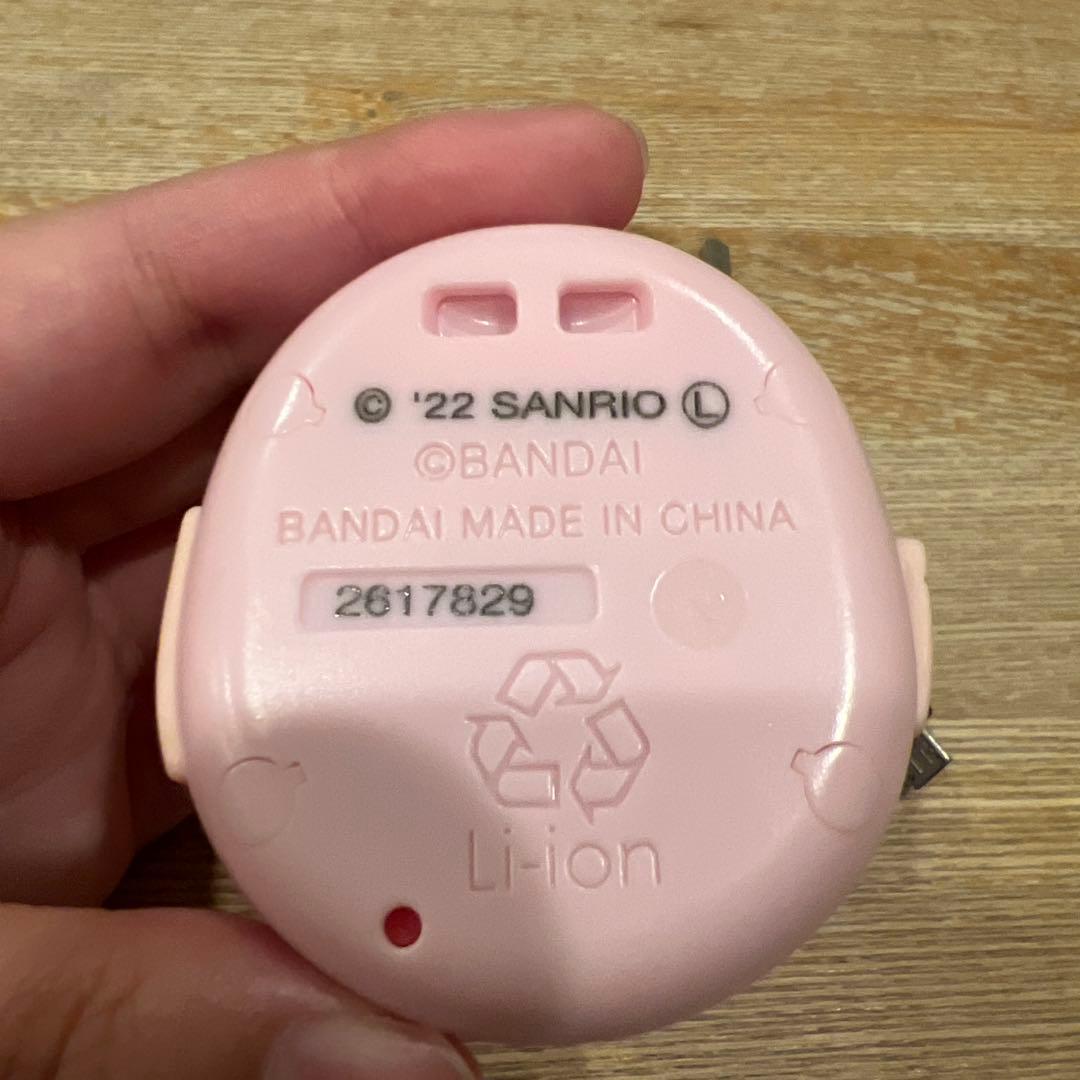 © '22 SANRIO Ⓛ
©BANDAI
BANDAI MADE IN CHINA
2617829
Li-ion